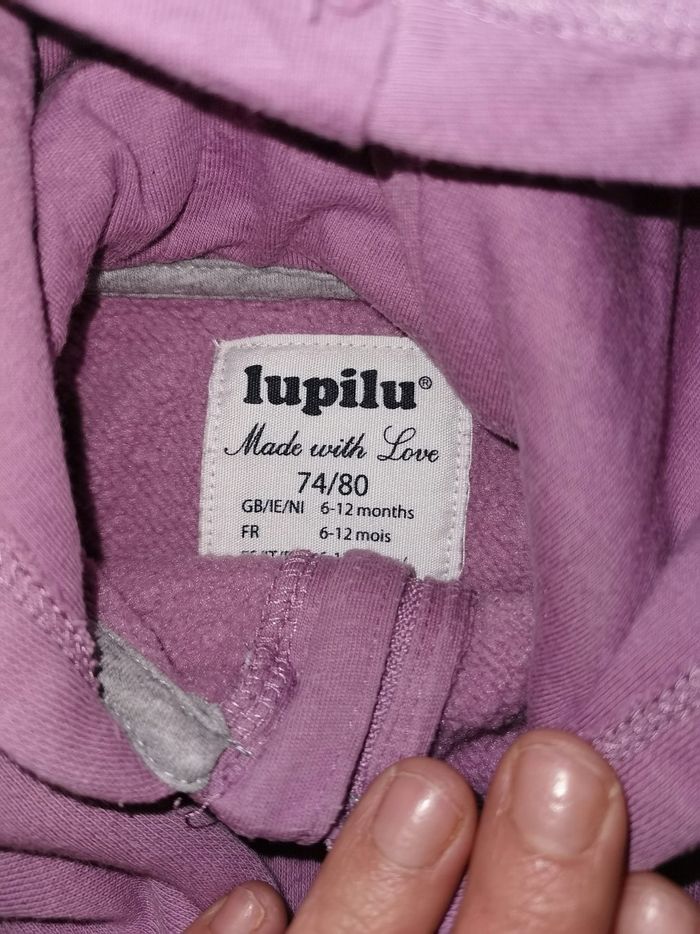 lupilu®
Made with Love
74/80
GB/IE/NI 6-12 months
FR 6-12 mois